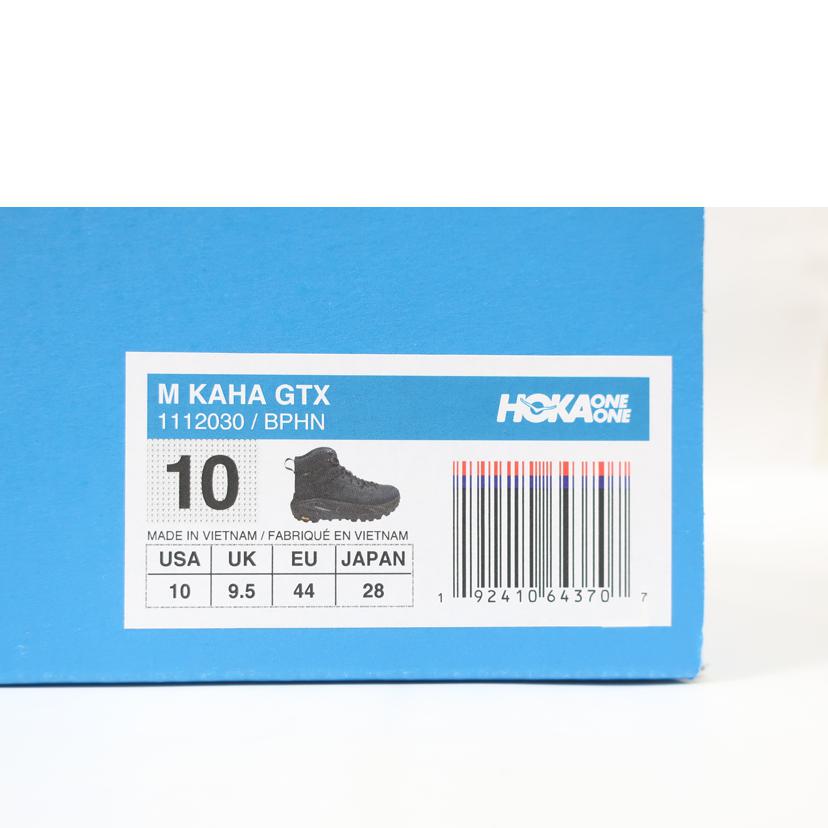 M KAHA GTX
1112030 / BPHN
HOKA ONE ONE
10
MADE IN VIETNAM / FABRIQUÉ EN VIETNAM
USA UK EU JAPAN
10 9.5 44 28
1 92410 64370 7